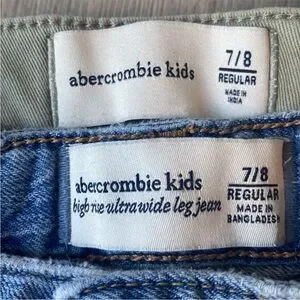 abercrombie kids
7/8
REGULAR
MADE IN
INDIA
abercrombie kids
high rise ultra wide leg jean
7/8
REGULAR
MADE IN
BANGLADESH